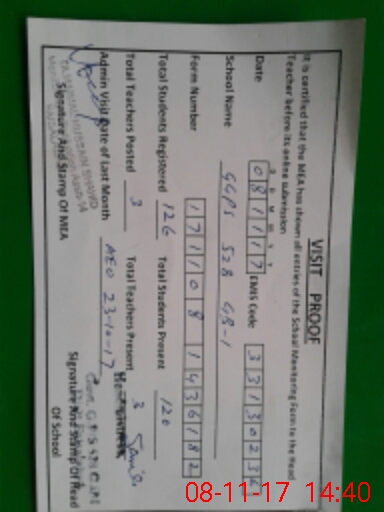 VISIT PROOF
It is certified that the MEA has shown all entries of the School Monitoring Form to the Head
Teacher before its online submission
D D M M Y Y
Date 081117 EMIS Code 33130234
School Name GGPS 528 GB-1
Form Number 171108 1436182
Total Students Registered 126 Total Students Present 120
Total Teachers Posted 3 Total Teachers Present 3
Admin Visit Date of Last Month AEO 23-10-17
Signature And Stamp Of MEA
Signature And Stamp Of Head
Of School
08-11-17 14:40